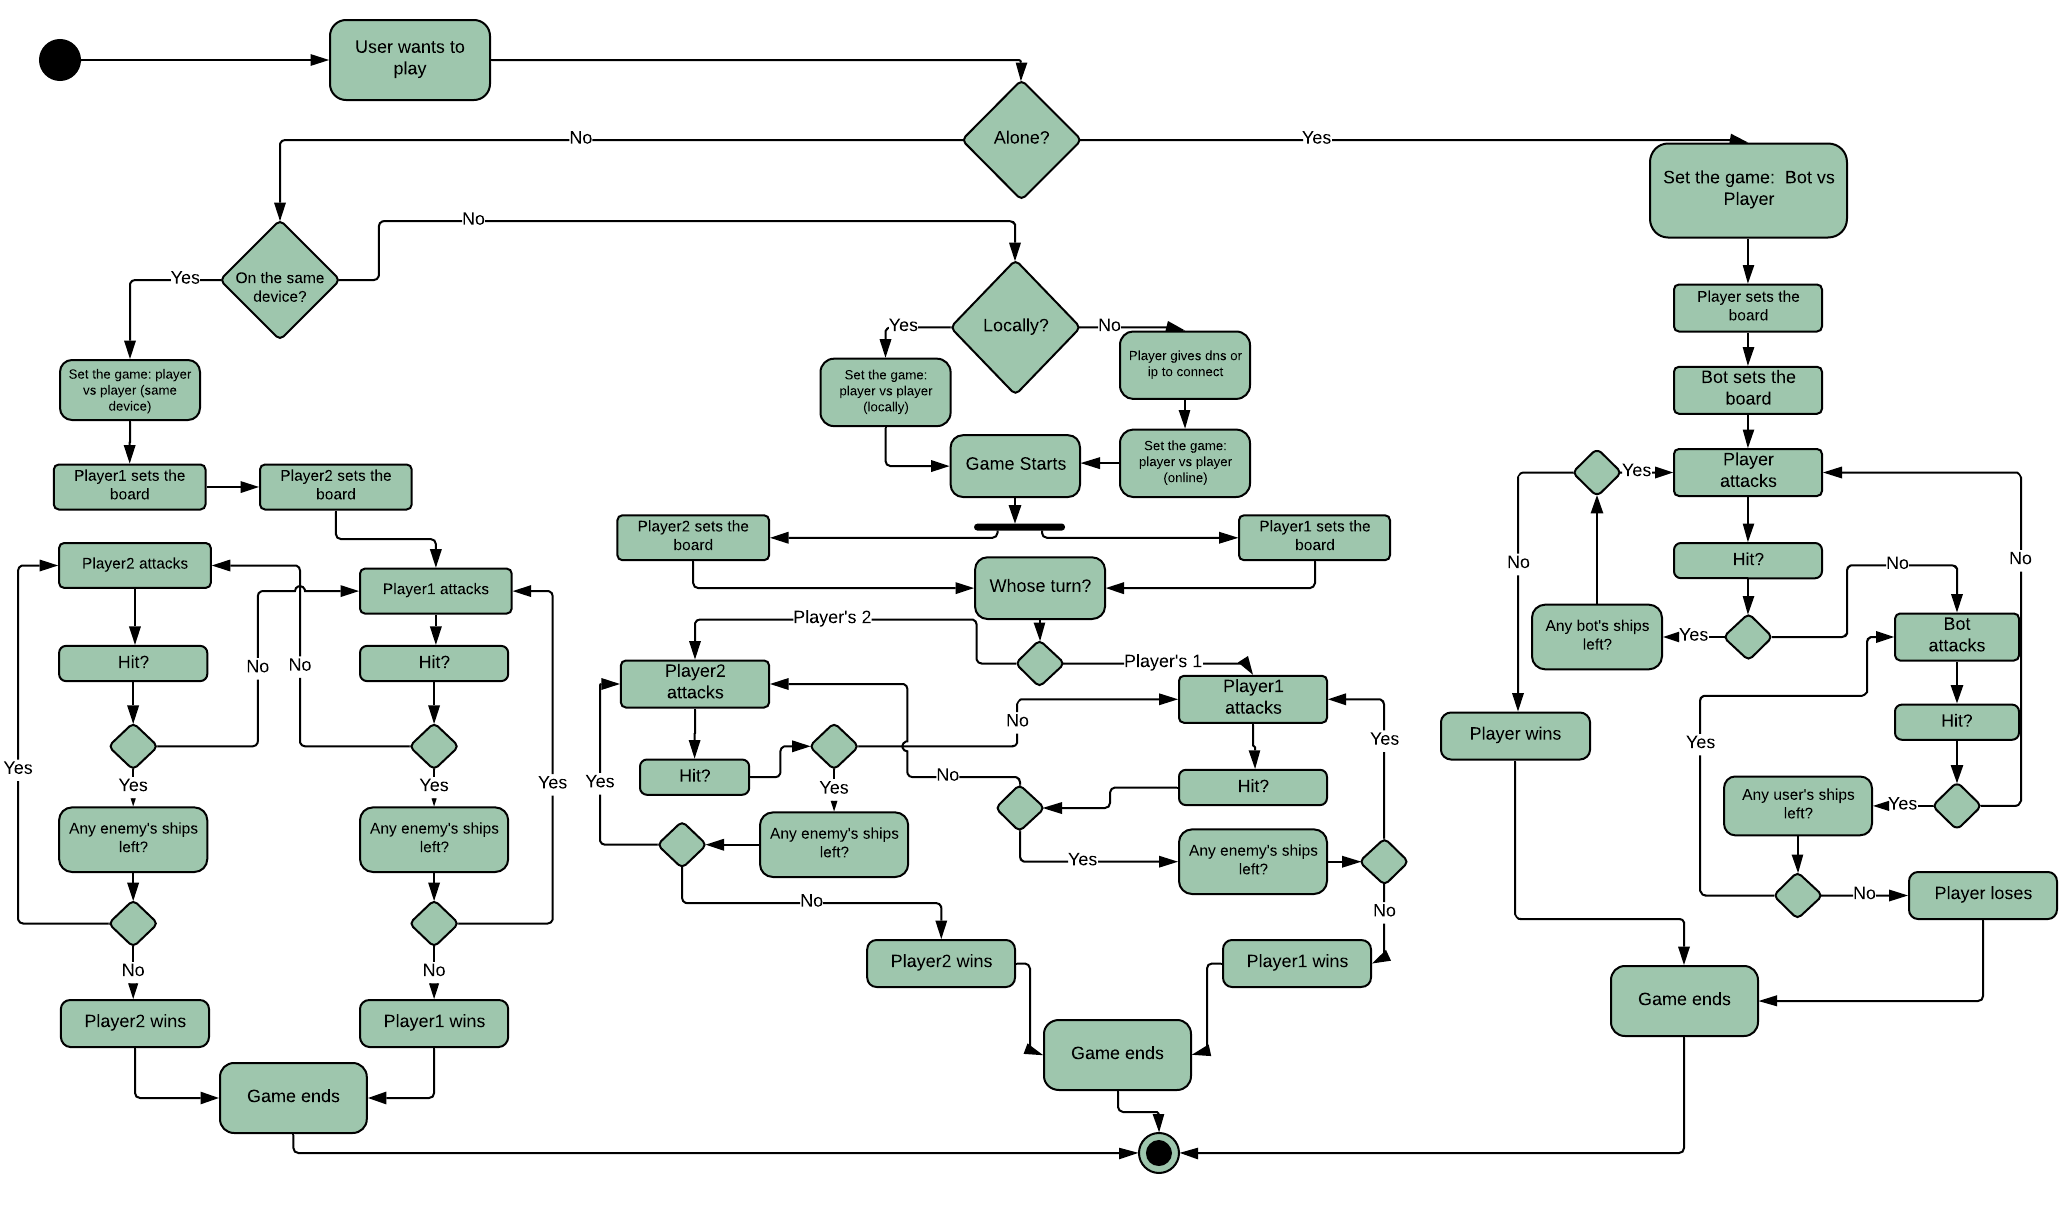 User wants to
play
Alone?
No
Yes
Set the game:  Bot vs
Player
On the same
device?
Yes
No
Locally?
Yes
No
Set the game: player
vs player (same
device)
Set the game:
player vs player
(locally)
Player gives dns or
ip to connect
Set the game:
player vs player
(online)
Game Starts
Player1 sets the
board
Player2 sets the
board
Player2 attacks
Player1 attacks
Hit?
Hit?
No
No
Yes
Yes
Yes
Yes
Any enemy's ships
left?
Any enemy's ships
left?
No
No
Player2 wins
Player1 wins
Game ends
Player2 sets the
board
Player1 sets the
board
Whose turn?
Player's 2
Player's 1
Player2
attacks
Player1
attacks
No
Yes
Hit?
Hit?
No
Yes
Yes
Any enemy's ships
left?
Yes
Any enemy's ships
left?
No
No
Player2 wins
Player1 wins
Game ends
Player sets the
board
Bot sets the
board
Yes
Player
attacks
No
Hit?
No
No
Any bot's ships
left?
Yes
Bot
attacks
Player wins
Yes
Hit?
Any user's ships
left?
Yes
No
Player loses
Game ends